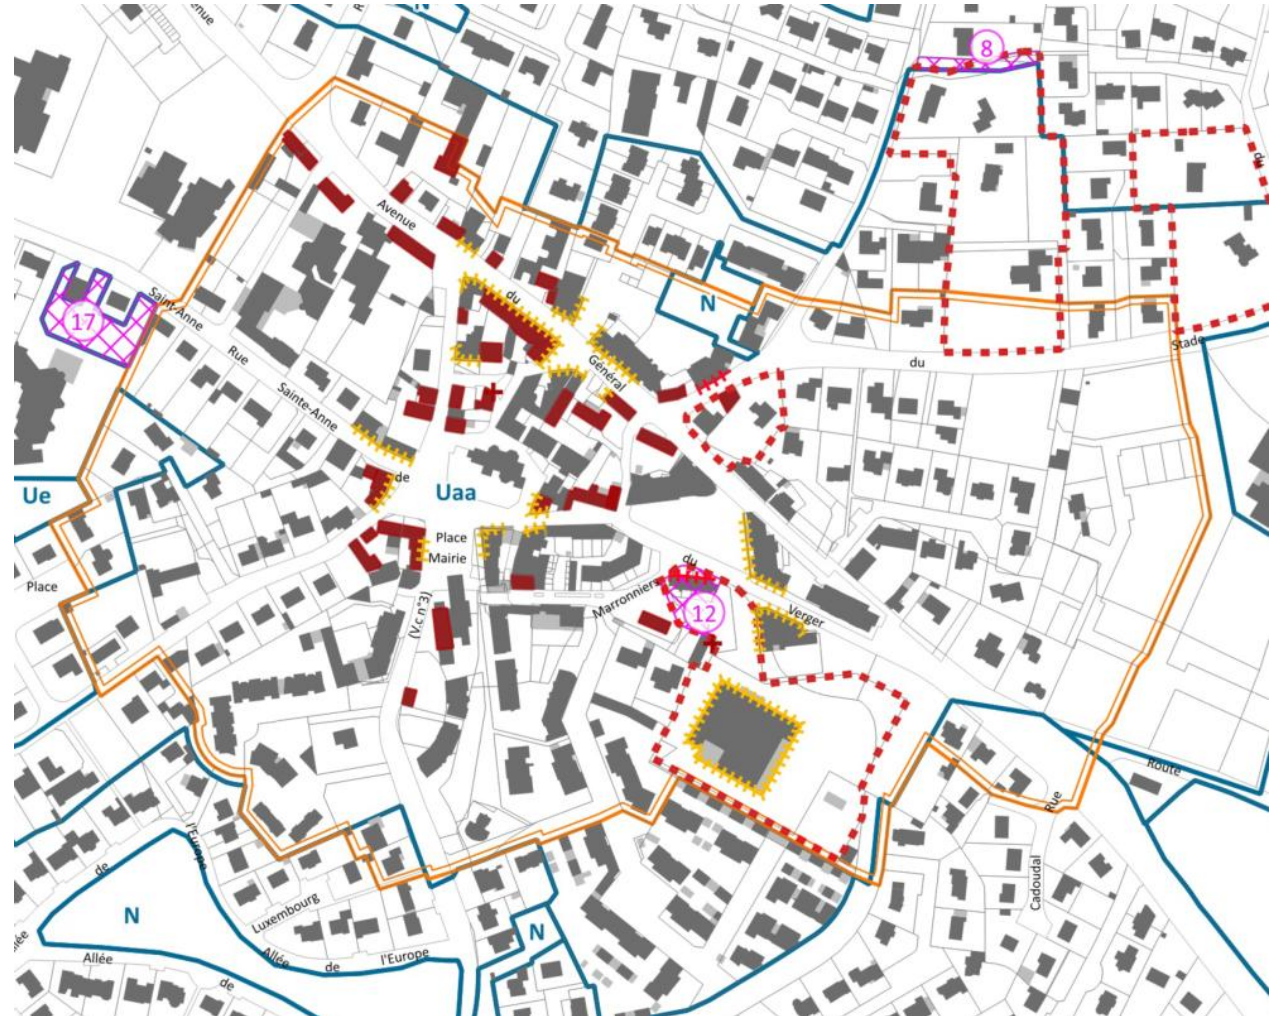 N
8
Avenue
du
17
Saint-Anne
Rue
Sainte-Anne
du
Général
N
du
Stade
de
Ue
Uaa
Place
Mairie
Place
(V.c n°3)
Marronniers
du
12
Verger
Route
Rue
Cadoudal
de
l'Europe
N
Luxembourg
Allée
de
l'Europe
N
Allée
de